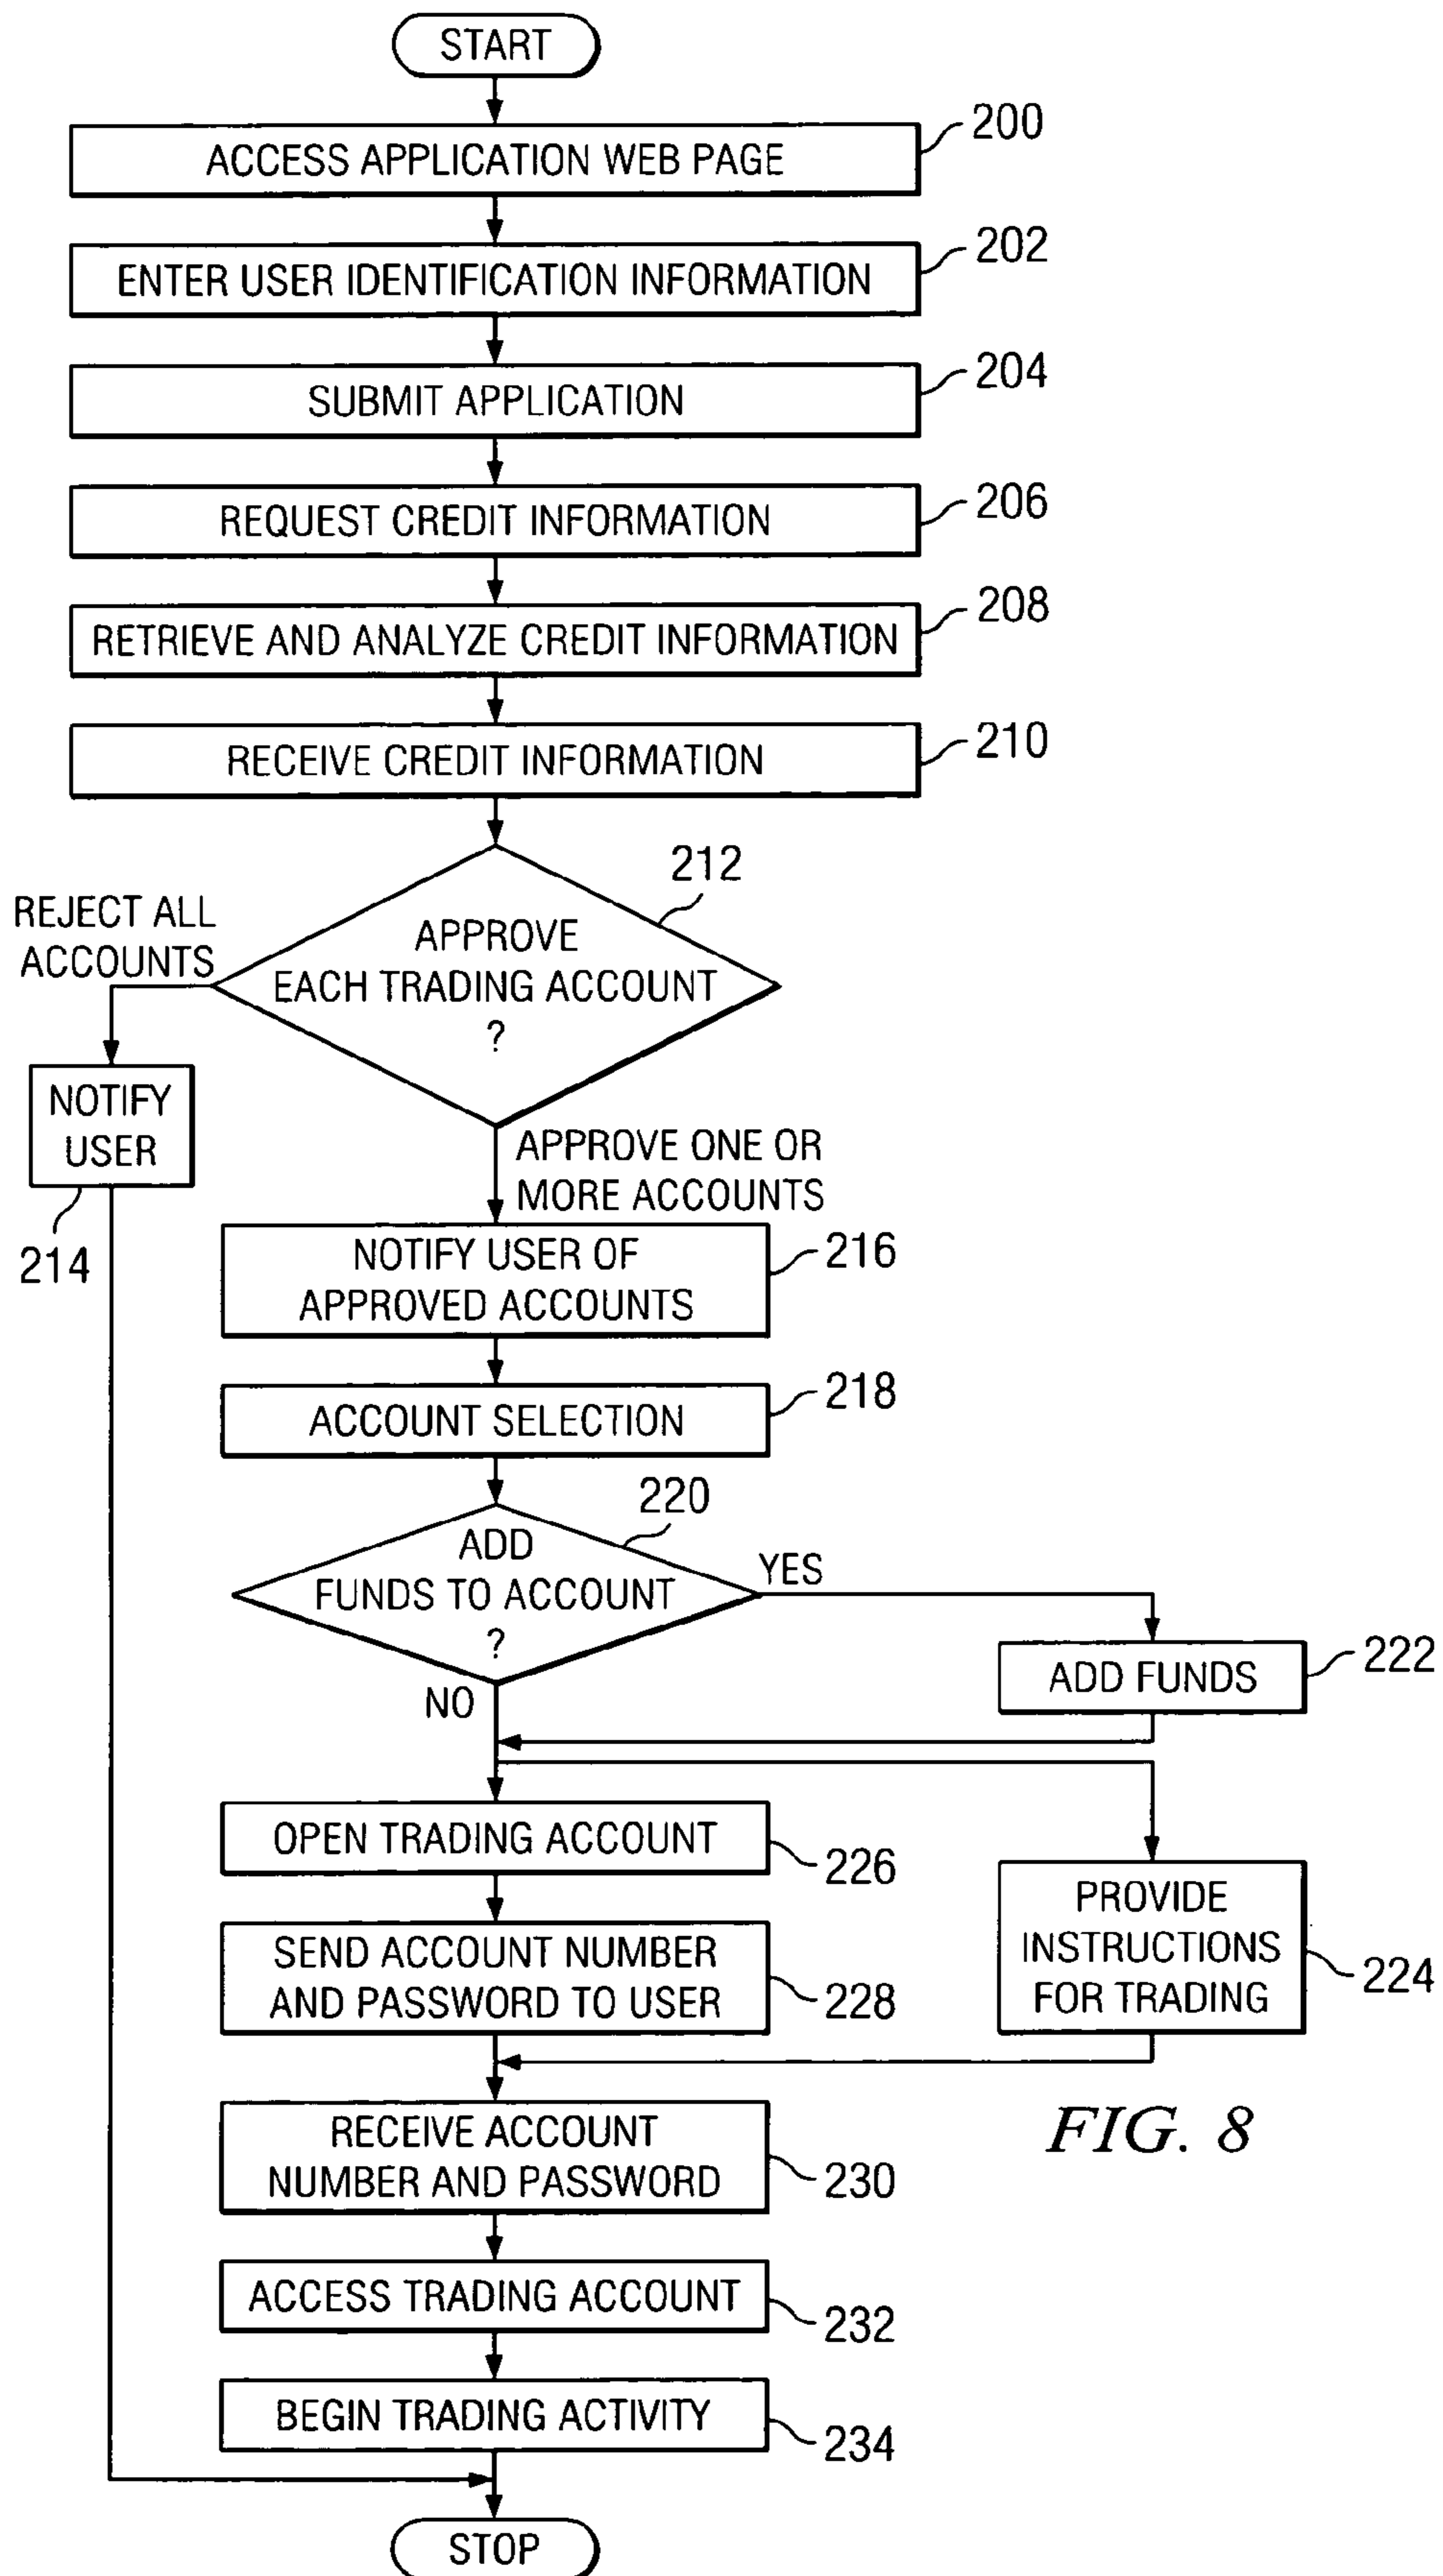 START
ACCESS APPLICATION WEB PAGE
200
ENTER USER IDENTIFICATION INFORMATION
202
SUBMIT APPLICATION
204
REQUEST CREDIT INFORMATION
206
RETRIEVE AND ANALYZE CREDIT INFORMATION
208
RECEIVE CREDIT INFORMATION
210
212
APPROVE
EACH TRADING ACCOUNT
?
REJECT ALL
ACCOUNTS
NOTIFY
USER
214
APPROVE ONE OR
MORE ACCOUNTS
NOTIFY USER OF
APPROVED ACCOUNTS
216
ACCOUNT SELECTION
218
220
ADD
FUNDS TO ACCOUNT
?
YES
NO
ADD FUNDS
222
OPEN TRADING ACCOUNT
226
PROVIDE
INSTRUCTIONS
FOR TRADING
224
SEND ACCOUNT NUMBER
AND PASSWORD TO USER
228
RECEIVE ACCOUNT
NUMBER AND PASSWORD
230
FIG. 8
ACCESS TRADING ACCOUNT
232
BEGIN TRADING ACTIVITY
234
STOP